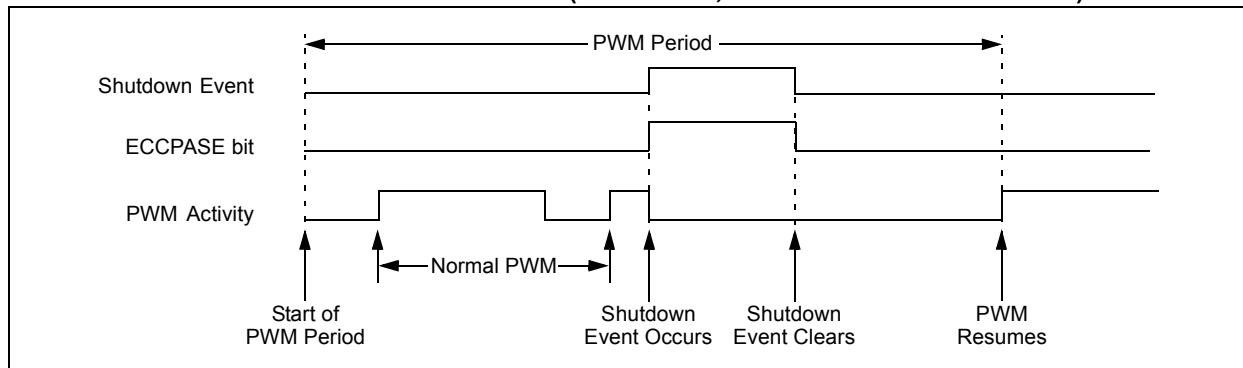 PWM Period
Shutdown Event
ECCPASE bit
PWM Activity
Normal PWM
Start of
PWM Period
Shutdown
Event Occurs
Shutdown
Event Clears
PWM
Resumes